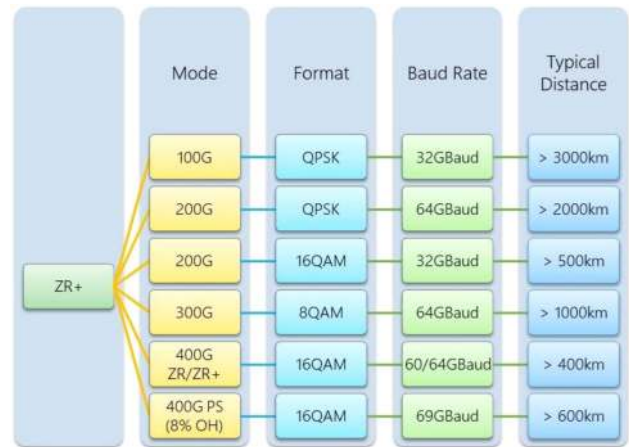 Mode Format Baud Rate Typical
Distance
100G QPSK 32GBaud > 3000km
200G QPSK 64GBaud > 2000km
200G 16QAM 32GBaud > 500km
ZR+
300G 8QAM 64GBaud > 1000km
400G
ZR/ZR+ 16QAM 60/64GBaud > 400km
400G PS
(8% OH) 16QAM 69GBaud > 600km